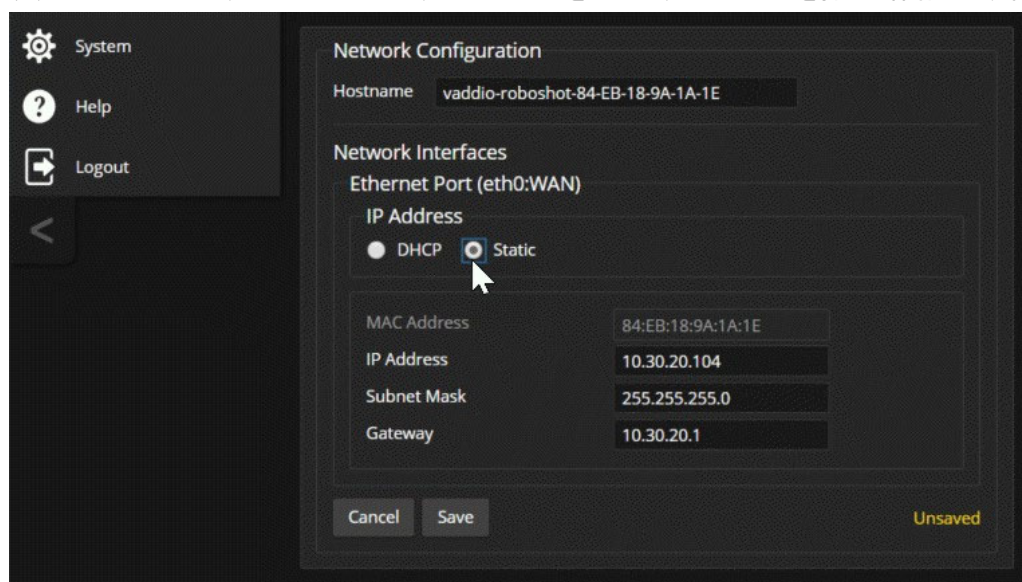 System
Help
Logout
<
Network Configuration
Hostname vaddio-roboshot-84-EB-18-9A-1A-1E
Network Interfaces
Ethernet Port (eth0:WAN)
IP Address
DHCP Static
MAC Address 84:EB:18:9A:1A:1E
IP Address 10.30.20.104
Subnet Mask 255.255.255.0
Gateway 10.30.20.1
Cancel Save Unsaved